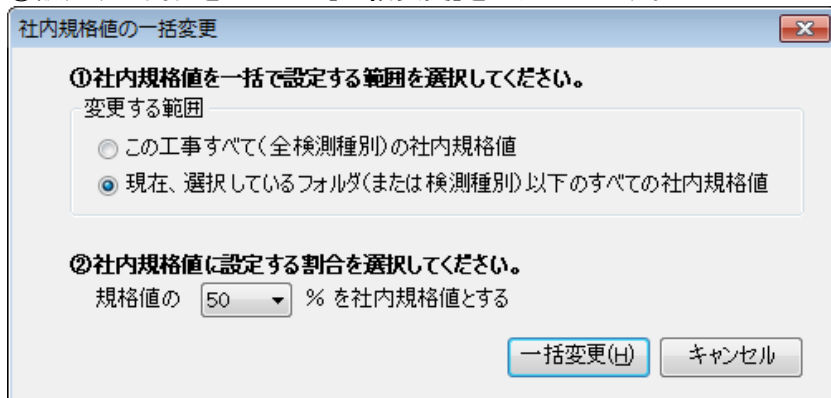 社内規格値の一括変更
①社内規格値を一括で設定する範囲を選択してください。
変更する範囲
この工事すべて(全検測種別)の社内規格値
現在、選択しているフォルダ(または検測種別)以下のすべての社内規格値
②社内規格値に設定する割合を選択してください。
規格値の 50 % を社内規格値とする
一括変更(H) キャンセル